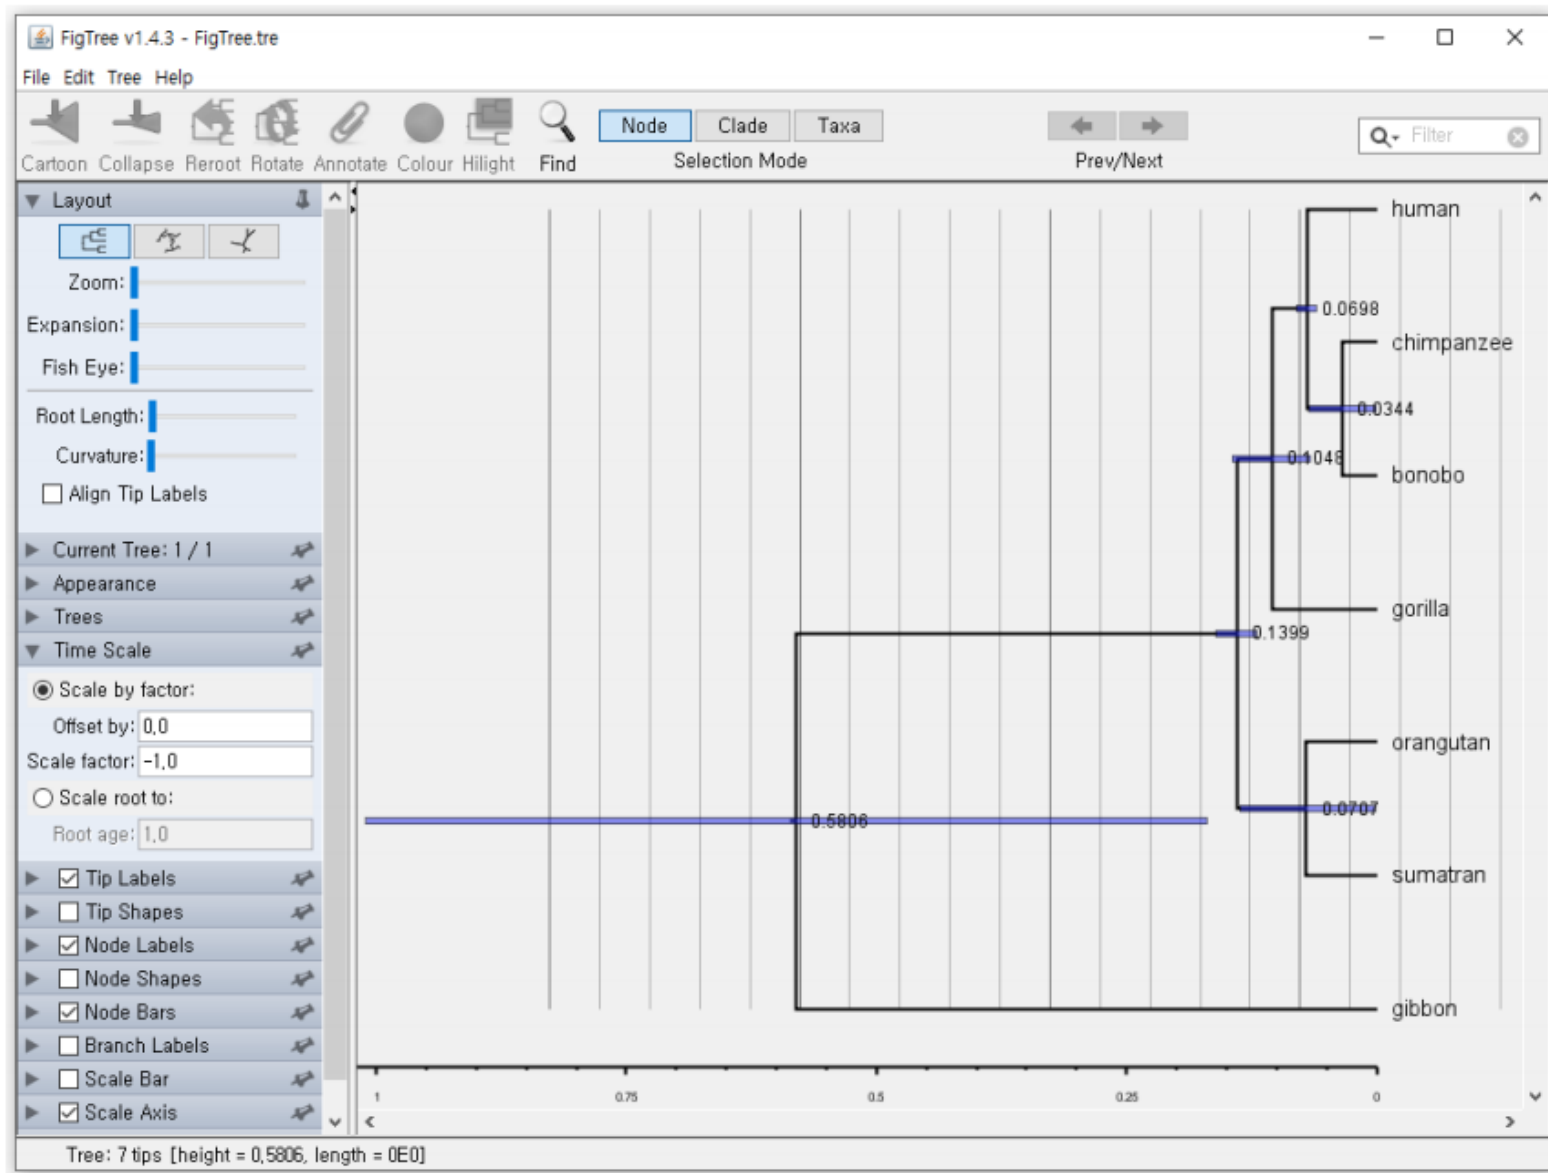 FigTree v1.4.3 - FigTree.tre
File Edit Tree Help
Cartoon Collapse Reroot Rotate Annotate Colour Hilight Find
Node Clade Taxa
Selection Mode
Prev/Next
Filter
Layout
Zoom:
Expansion:
Fish Eye:
Root Length:
Curvature:
Align Tip Labels
Current Tree: 1 / 1
Appearance
Trees
Time Scale
Scale by factor:
Offset by: 0,0
Scale factor: -1,0
Scale root to:
Root age: 1,0
Tip Labels
Tip Shapes
Node Labels
Node Shapes
Node Bars
Branch Labels
Scale Bar
Scale Axis
human
0.0698
chimpanzee
0.0344
0.1048
bonobo
gorilla
0.1399
orangutan
0.0707
0.5806
sumatran
gibbon
1 0.75 0.5 0.25 0
Tree: 7 tips [height = 0,5806, length = 0E0]